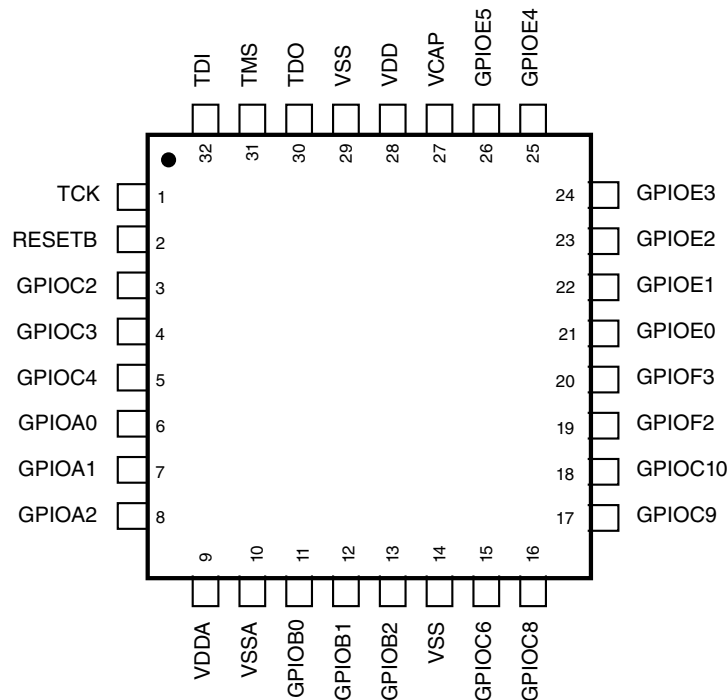 TDI TMS TDO VSS VDD VCAP GPIOE5 GPIOE4
32 31 30 29 28 27 26 25
TCK 1 24 GPIOE3
RESETB 2 23 GPIOE2
GPIOC2 3 22 GPIOE1
GPIOC3 4 21 GPIOE0
GPIOC4 5 20 GPIOF3
GPIOA0 6 19 GPIOF2
GPIOA1 7 18 GPIOC10
GPIOA2 8 17 GPIOC9
9 10 11 12 13 14 15 16
VDDA VSSA GPIOB0 GPIOB1 GPIOB2 VSS GPIOC6 GPIOC8